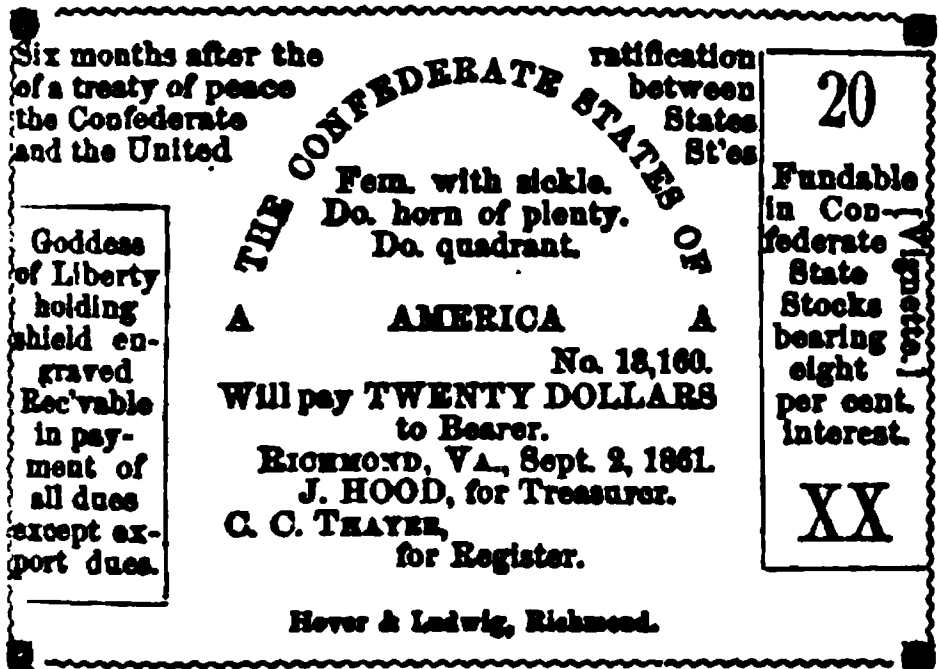 Six months after the ratification
of a treaty of peace between
the Confederate States
and the United St'es
THE CONFEDERATE STATES OF
Fem. with sickle.
Do. horn of plenty.
Do. quadrant.
A AMERICA A
No. 18,160.
Will pay TWENTY DOLLARS
to Bearer.
RICHMOND, VA., Sept. 2, 1861.
J. HOOD, for Treasurer.
C. C. THAYER,
for Register.
Goddess
of Liberty
holding
shield en-
graved
Rec'vable
in pay-
ment of
all dues
except ex-
port dues.
20
Fundable
in Con-
federate
State
Stocks
bearing
eight
per cent.
interest.
[Vignette.]
XX
Hover & Ludwig, Richmond.